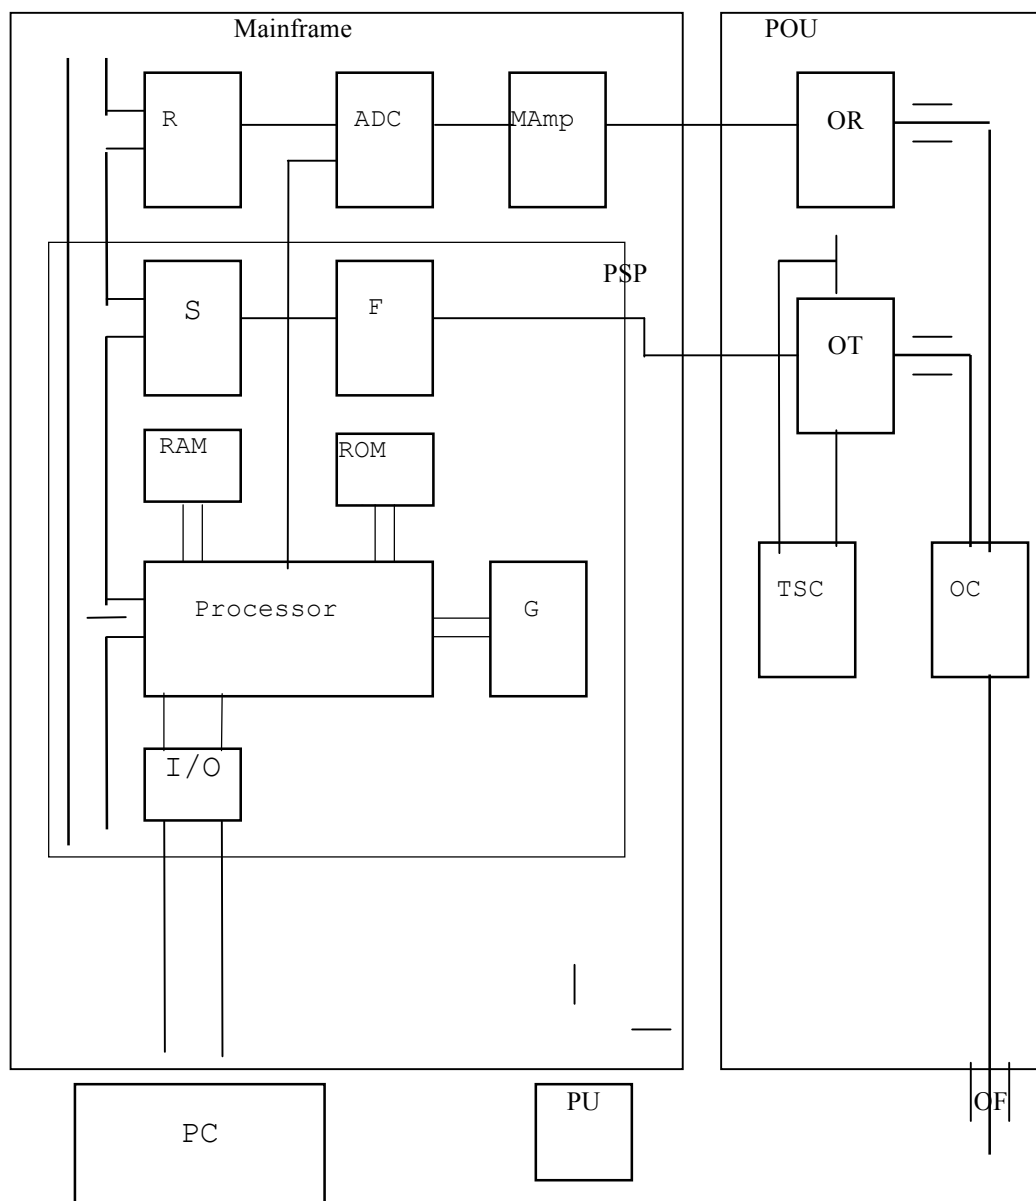 Mainframe
POU
R
ADC
MAmp
OR
PSP
S
F
OT
RAM
ROM
Processor
G
TSC
OC
I/O
PC
PU
OF